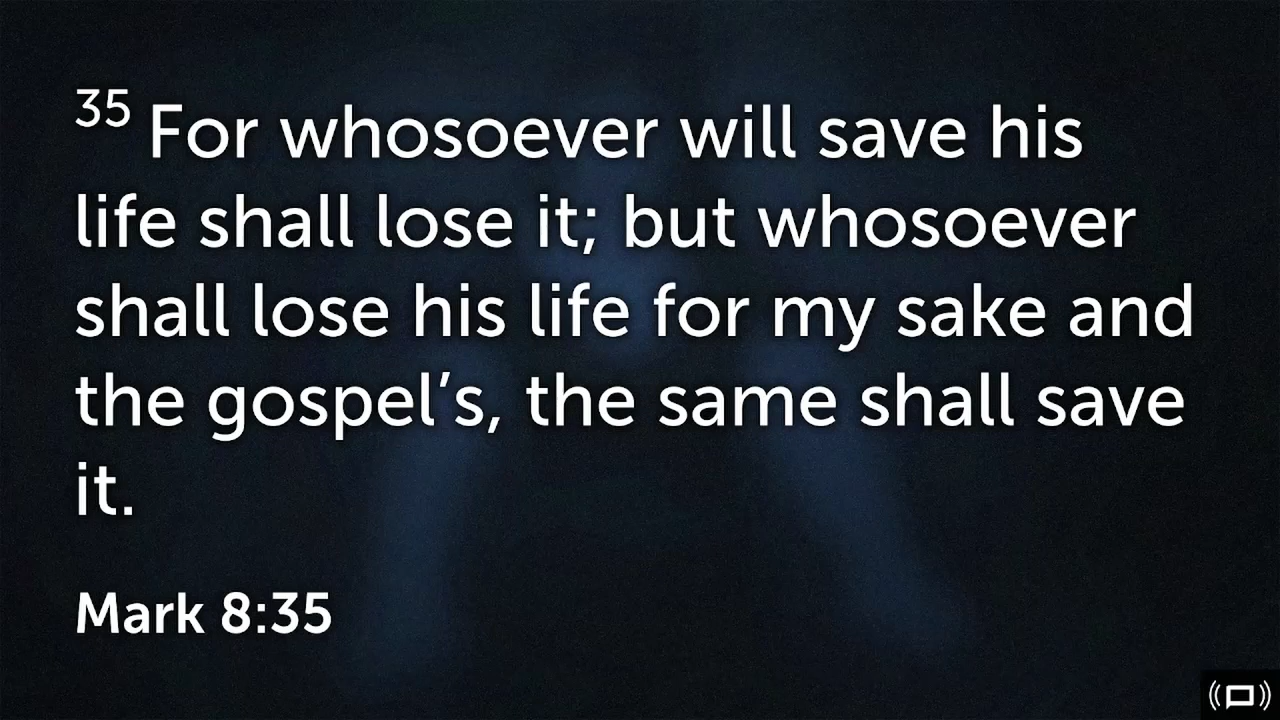 35 For whosoever will save his
life shall lose it; but whosoever
shall lose his life for my sake and
the gospel’s, the same shall save
it.
Mark 8:35